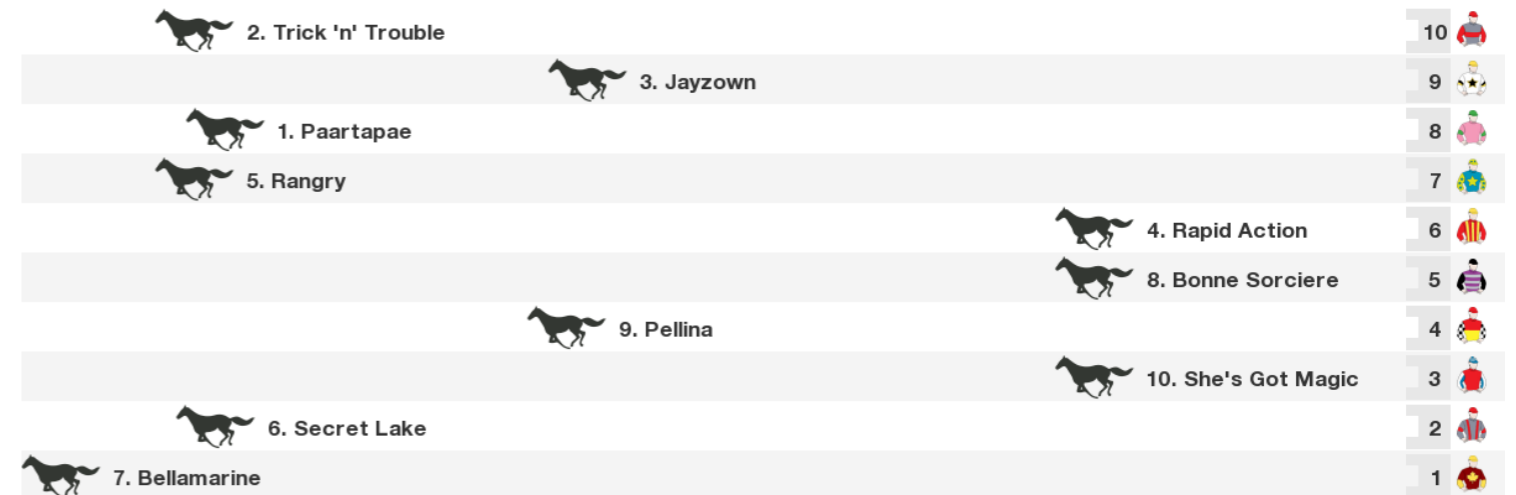 2. Trick 'n' Trouble 10
3. Jayzown 9
1. Paartapae 8
5. Rangry 7
4. Rapid Action 6
8. Bonne Sorciere 5
9. Pellina 4
10. She's Got Magic 3
6. Secret Lake 2
7. Bellamarine 1